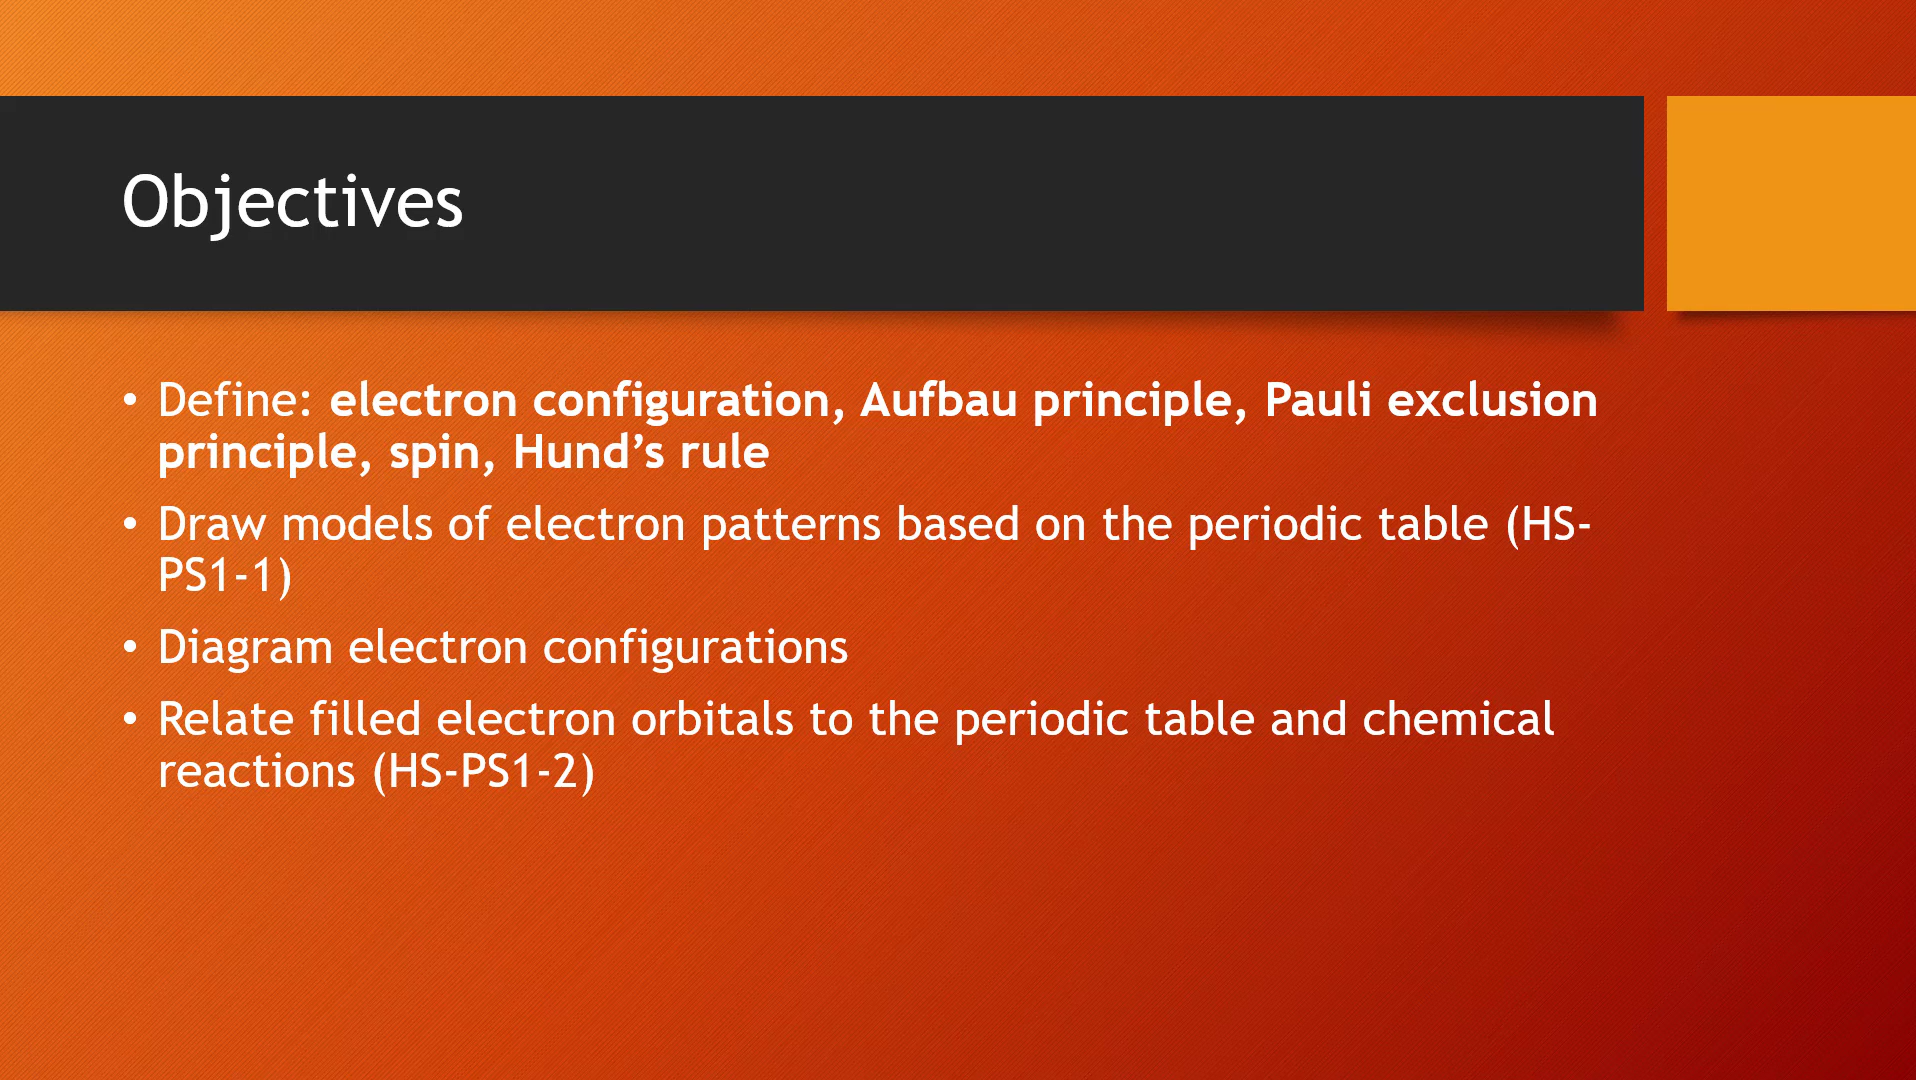 Objectives
• Define: electron configuration, Aufbau principle, Pauli exclusion
principle, spin, Hund’s rule
• Draw models of electron patterns based on the periodic table (HS-
PS1-1)
• Diagram electron configurations
• Relate filled electron orbitals to the periodic table and chemical
reactions (HS-PS1-2)